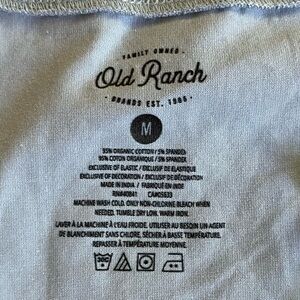 FAMILY OWNED
Old Ranch
BRANDS EST. 1965
M
95% ORGANIC COTTON / 5% SPANDEX
95% COTON ORGANIQUE / 5% SPANDEX
EXCLUSIVE OF ELASTIC / EXCLUSIF DE ELASTIQUE
EXCLUSIVE OF DECORATION / EXCLUSIF DE DÉCORATION
MADE IN INDIA / FABRIQUÉ EN INDE
MACHINE WASH COLD. ONLY NON-CHLORINE BLEACH WHEN
NEEDED. TUMBLE DRY LOW. WARM IRON.
LAVER À LA MACHINE À L'EAU FROIDE. UTILISER AU BESOIN UN AGENT
DE BLANCHIMENT SANS CHLORE. SÉCHER À BASSE TEMPÉRATURE.
REPASSER À TEMPÉRATURE MOYENNE.